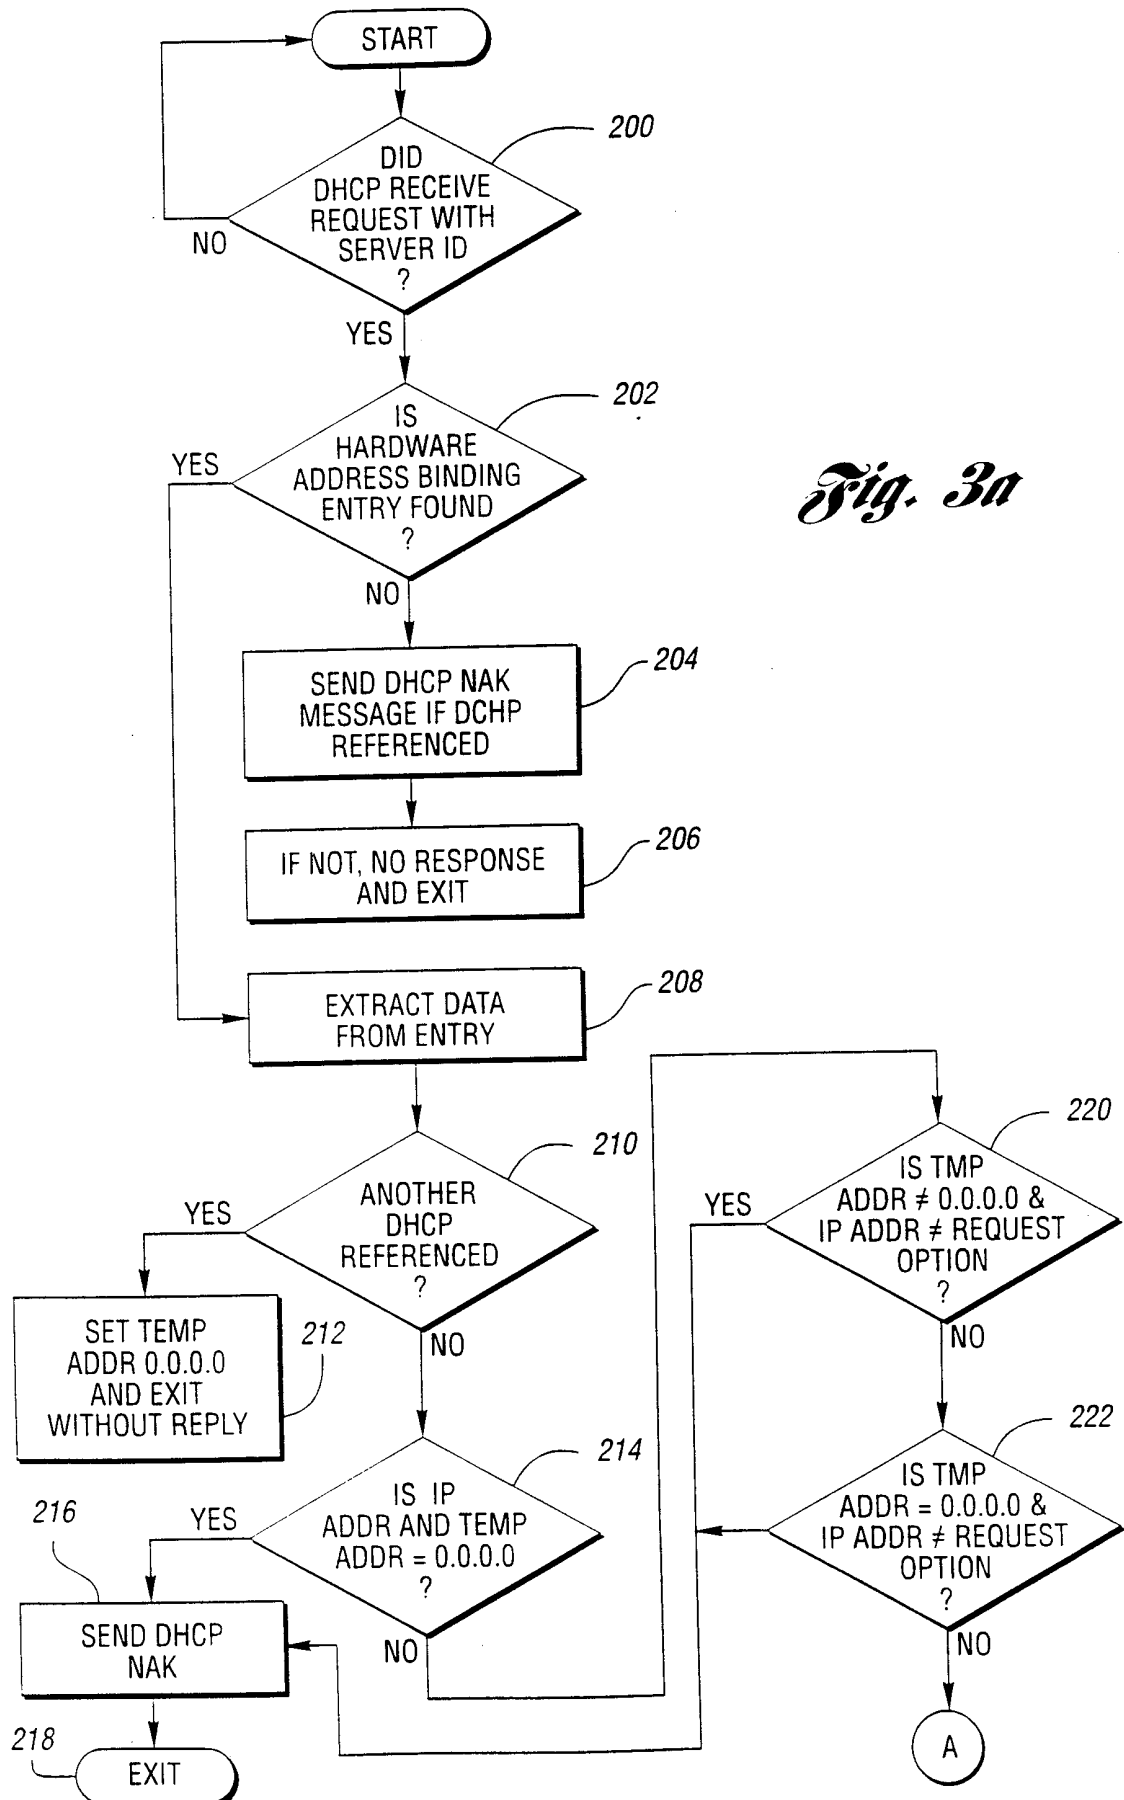 START
200
DID
DHCP RECEIVE
REQUEST WITH
SERVER ID
?
NO
YES
202
IS
HARDWARE
ADDRESS BINDING
ENTRY FOUND
?
YES
NO
Fig. 3a
204
SEND DHCP NAK
MESSAGE IF DCHP
REFERENCED
206
IF NOT, NO RESPONSE
AND EXIT
208
EXTRACT DATA
FROM ENTRY
210
ANOTHER
DHCP
REFERENCED
?
YES
NO
212
SET TEMP
ADDR 0.0.0.0
AND EXIT
WITHOUT REPLY
214
IS IP
ADDR AND TEMP
ADDR = 0.0.0.0
?
YES
NO
216
SEND DHCP
NAK
218
EXIT
220
IS TMP
ADDR ≠ 0.0.0.0 &
IP ADDR ≠ REQUEST
OPTION
?
YES
NO
222
IS TMP
ADDR = 0.0.0.0 &
IP ADDR ≠ REQUEST
OPTION
?
NO
A